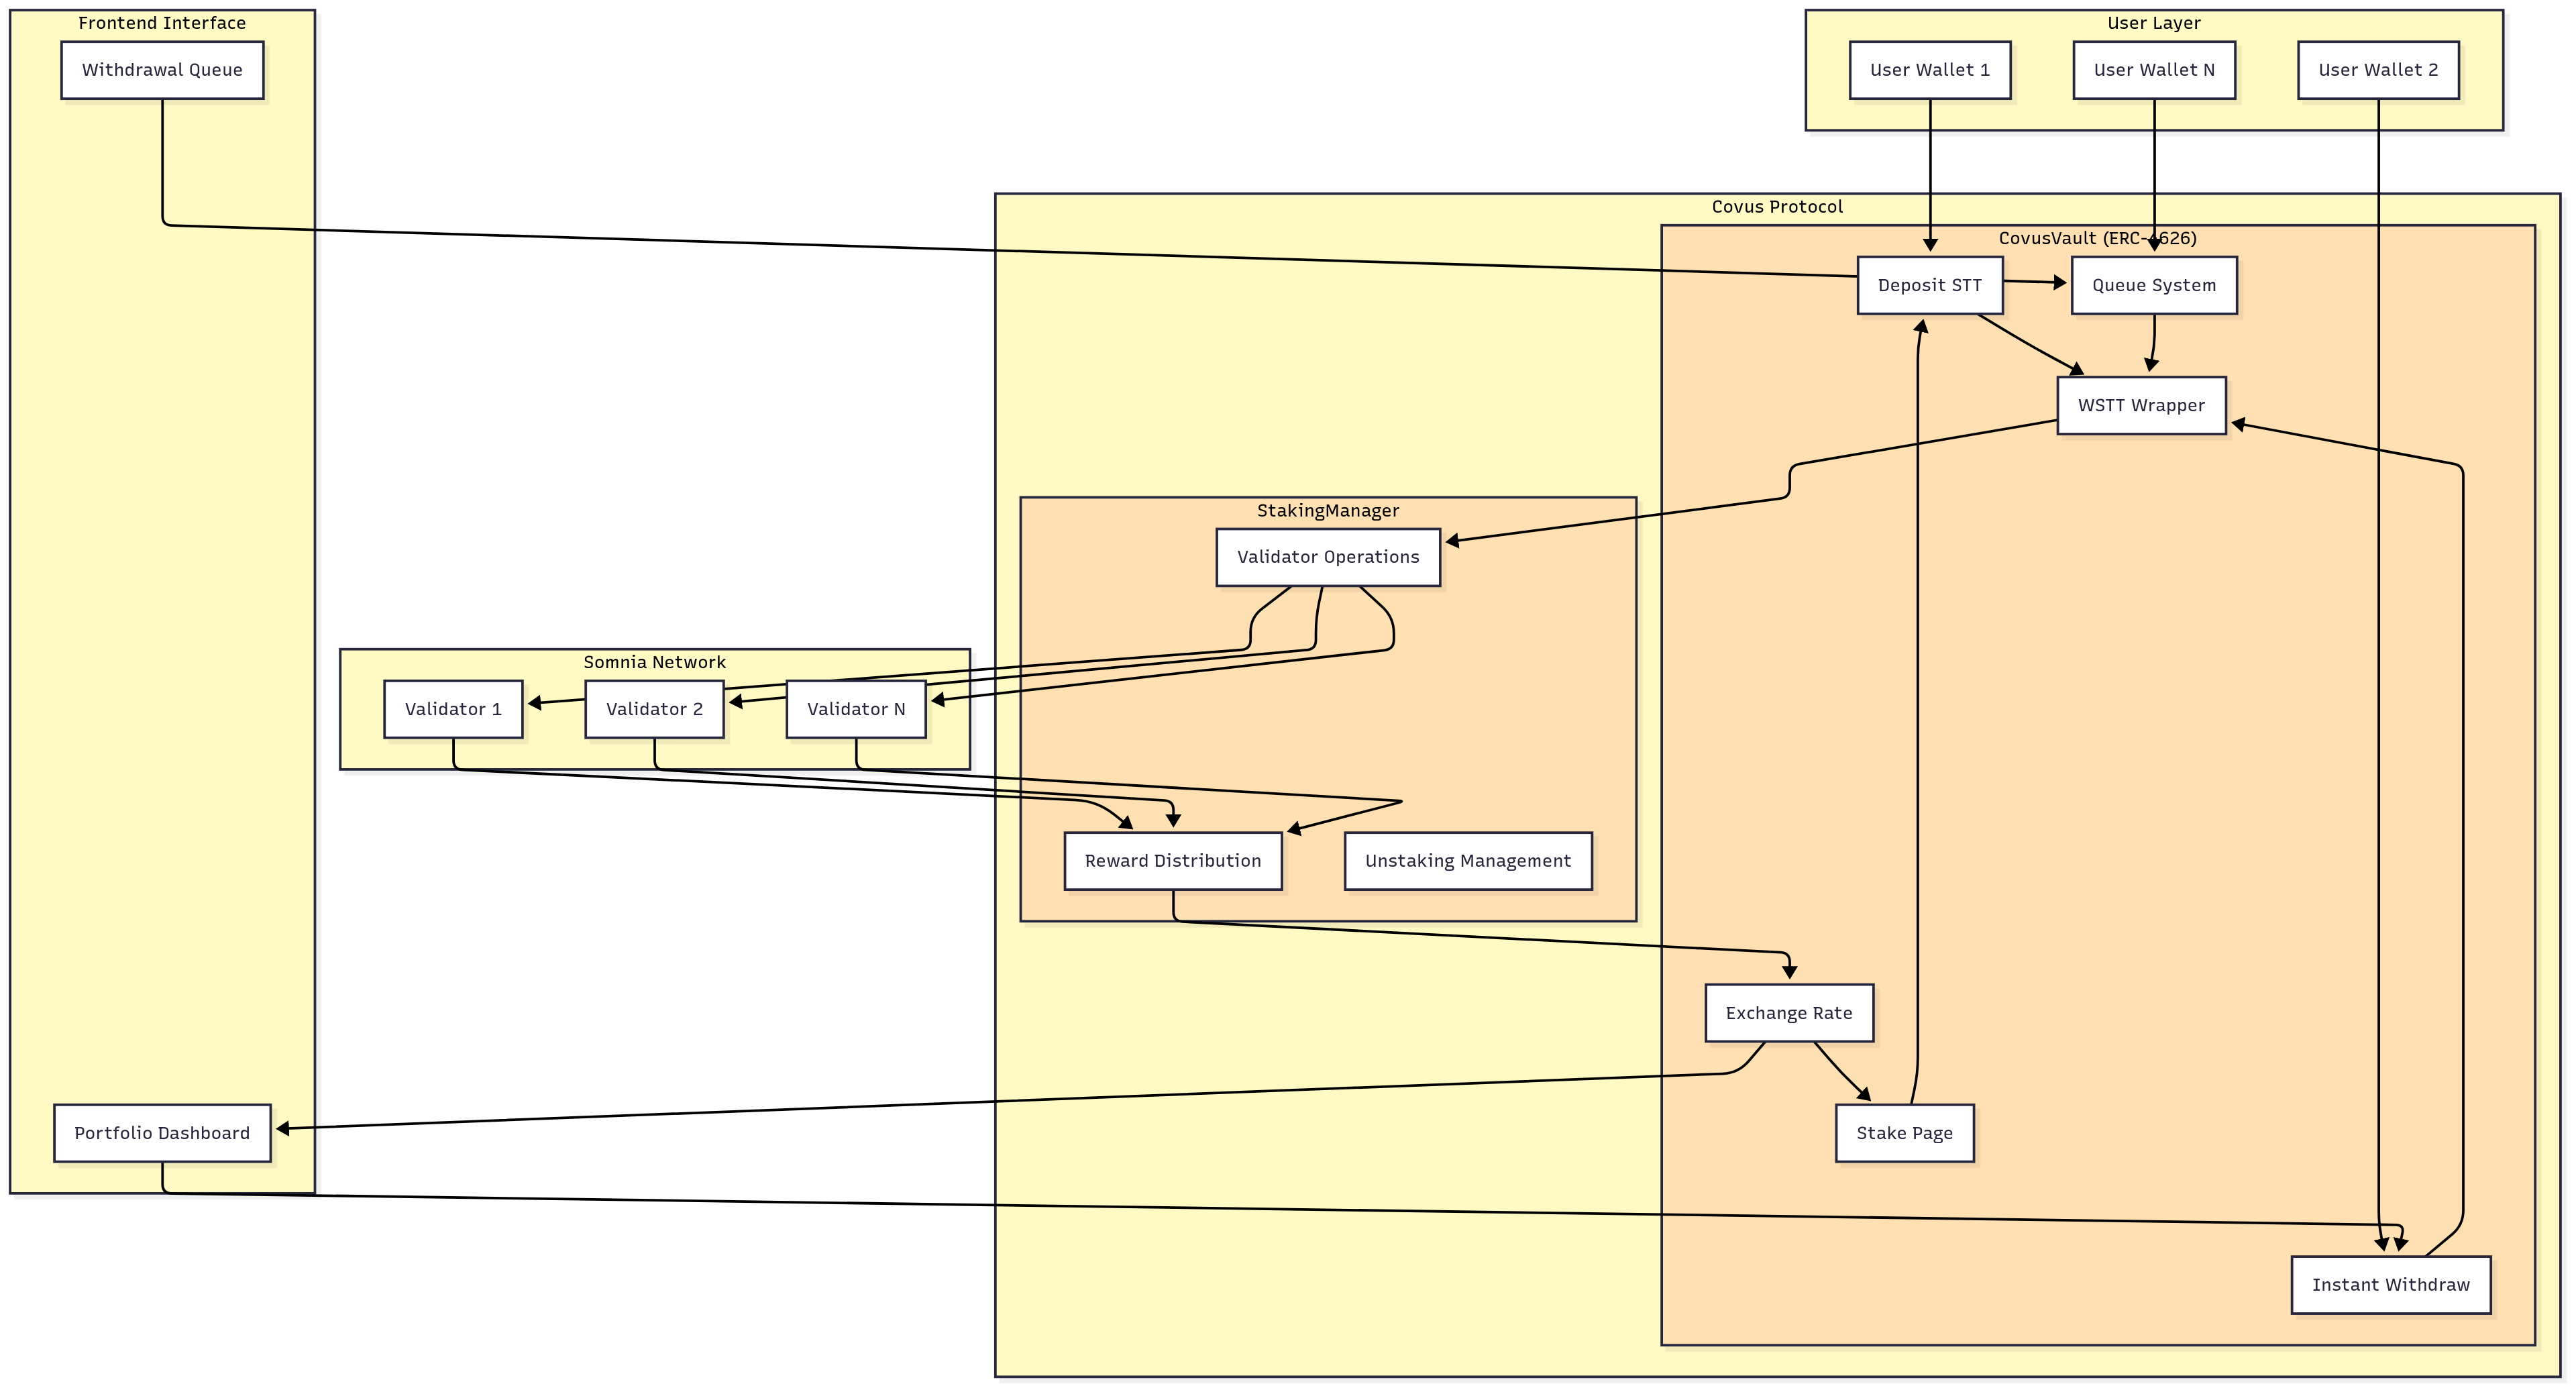 Frontend Interface
Withdrawal Queue
Portfolio Dashboard
User Layer
User Wallet 1
User Wallet N
User Wallet 2
Covus Protocol
CovusVault (ERC-4626)
Deposit STT
Queue System
WSTT Wrapper
StakingManager
Validator Operations
Somnia Network
Validator 1
Validator 2
Validator N
Reward Distribution
Unstaking Management
Exchange Rate
Stake Page
Instant Withdraw